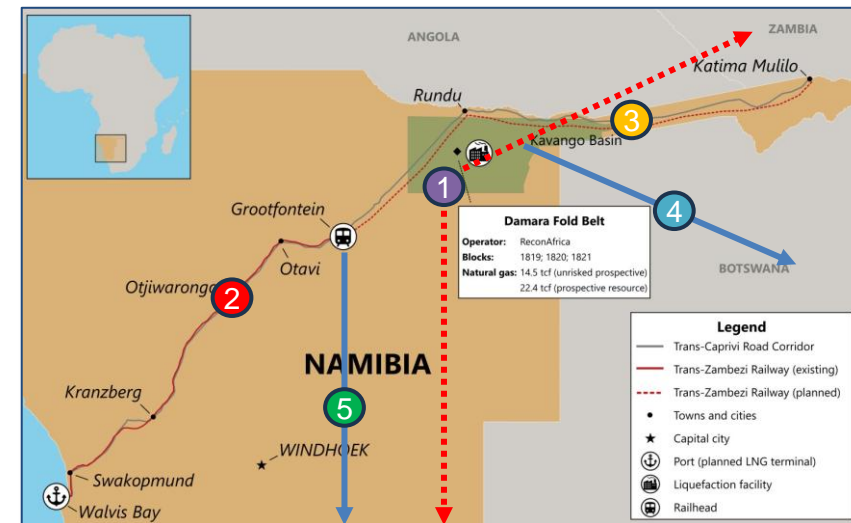 ANGOLA
ZAMBIA
Katima Mulilo
Rundu
3
Kavango Basin
1
Grootfontein
4
Damara Fold Belt
Operator: ReconAfrica
Blocks: 1819; 1820; 1821
Natural gas: 14.5 tcf (unrisked prospective)
22.4 tcf (prospective resource)
Otavi
BOTSWANA
Otjiwarongo
2
NAMIBIA
Kranzberg
5
WINDHOEK
Swakopmund
Walvis Bay
Legend
Trans-Caprivi Road Corridor
Trans-Zambezi Railway (existing)
Trans-Zambezi Railway (planned)
Towns and cities
Capital city
Port (planned LNG terminal)
Liquefaction facility
Railhead